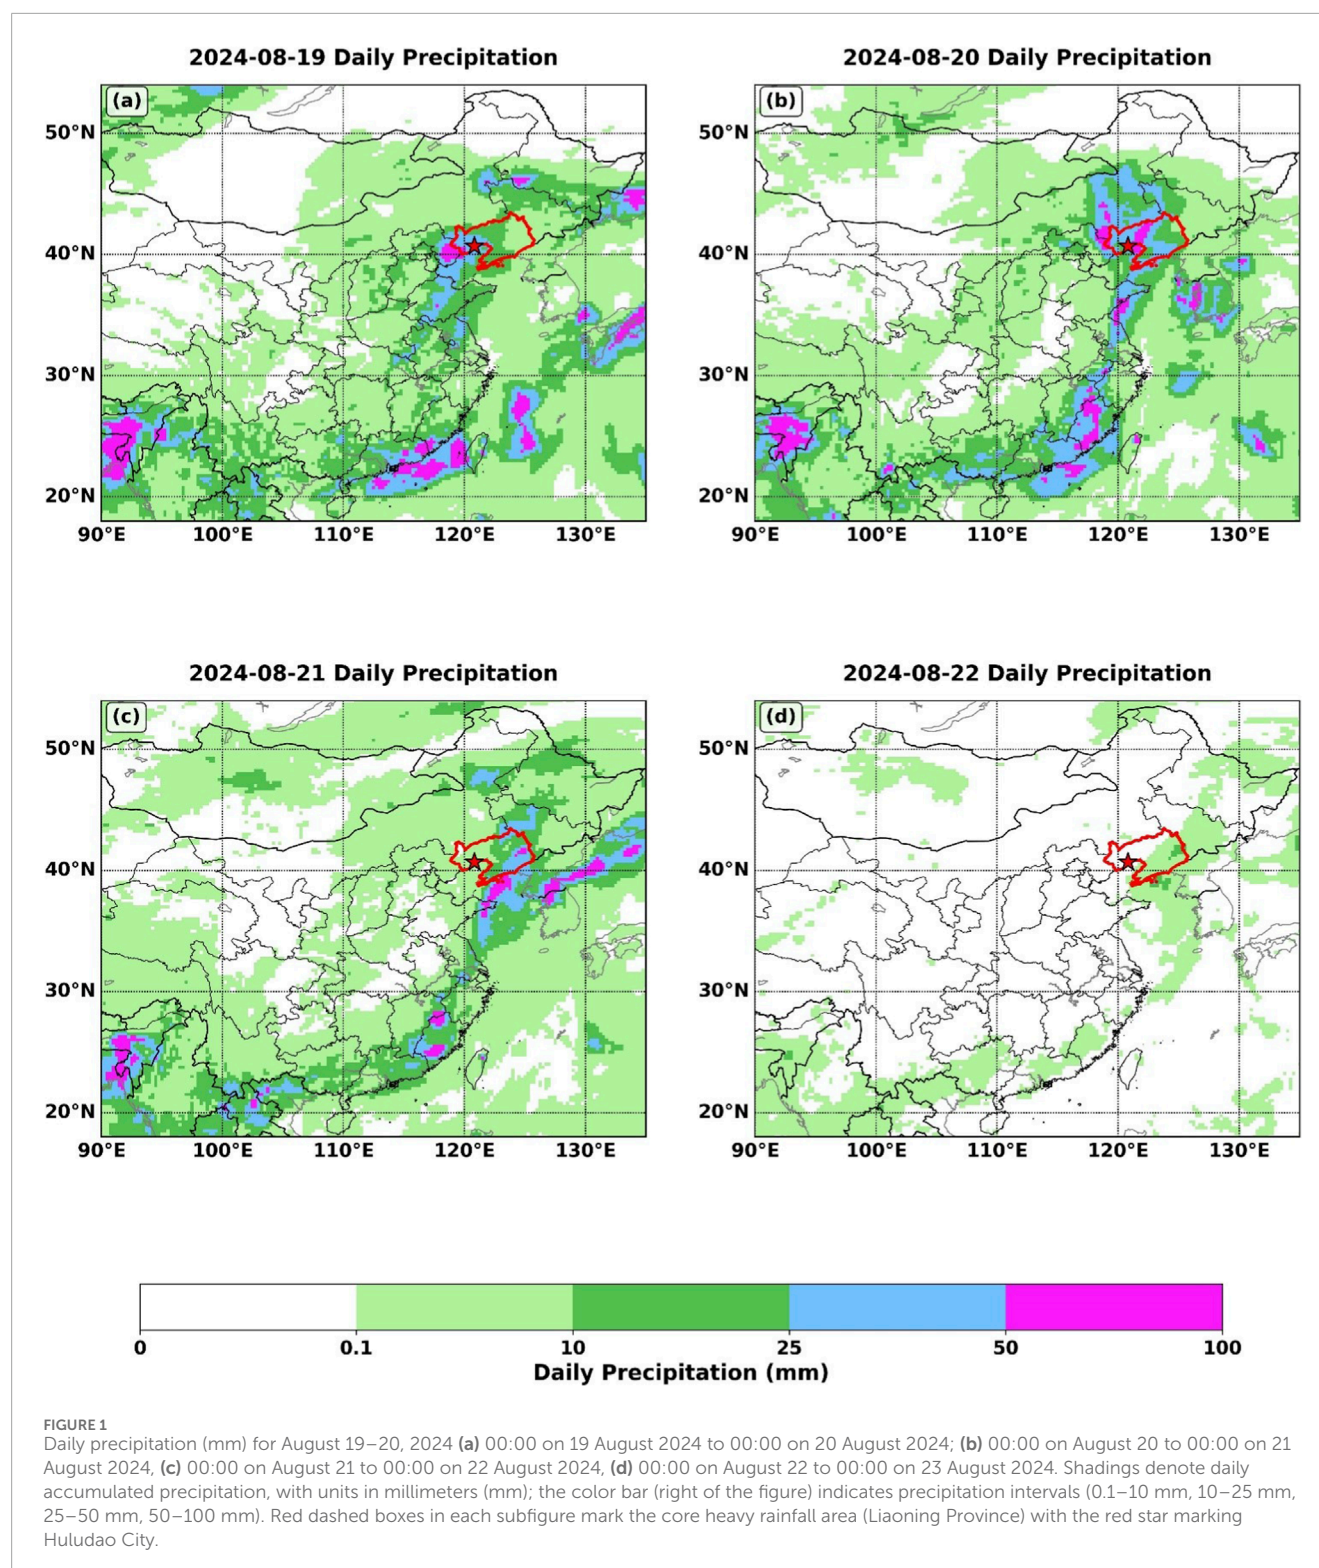 2024-08-19 Daily Precipitation
(a)
50°N
40°N
30°N
20°N
90°E 100°E 110°E 120°E 130°E
2024-08-20 Daily Precipitation
(b)
50°N
40°N
30°N
20°N
90°E 100°E 110°E 120°E 130°E
2024-08-21 Daily Precipitation
(c)
50°N
40°N
30°N
20°N
90°E 100°E 110°E 120°E 130°E
2024-08-22 Daily Precipitation
(d)
50°N
40°N
30°N
20°N
90°E 100°E 110°E 120°E 130°E
0 0.1 10 25 50 100
Daily Precipitation (mm)
FIGURE 1
Daily precipitation (mm) for August 19–20, 2024 (a) 00:00 on 19 August 2024 to 00:00 on 20 August 2024; (b) 00:00 on August 20 to 00:00 on 21
August 2024, (c) 00:00 on August 21 to 00:00 on 22 August 2024, (d) 00:00 on August 22 to 00:00 on 23 August 2024. Shadings denote daily
accumulated precipitation, with units in millimeters (mm); the color bar (right of the figure) indicates precipitation intervals (0.1–10 mm, 10–25 mm,
25–50 mm, 50–100 mm). Red dashed boxes in each subfigure mark the core heavy rainfall area (Liaoning Province) with the red star marking
Huludao City.